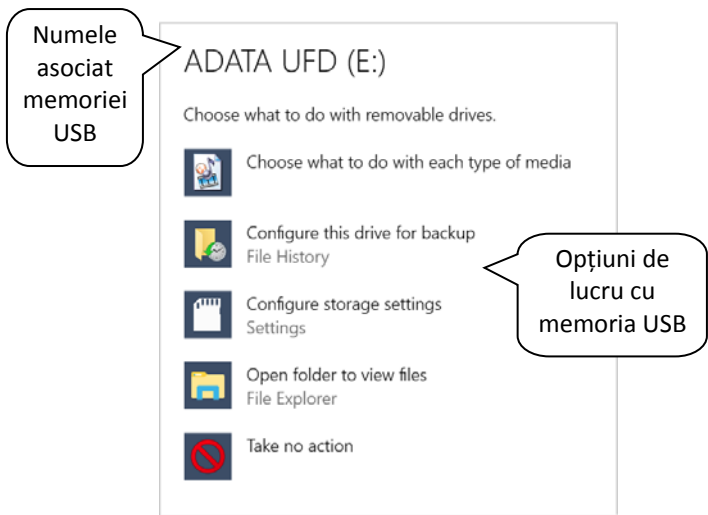 Numele
asociat
memoriei
USB
ADATA UFD (E:)
Choose what to do with removable drives.
Choose what to do with each type of media
Configure this drive for backup
File History
Opțiuni de
lucru cu
memoria USB
Configure storage settings
Settings
Open folder to view files
File Explorer
Take no action